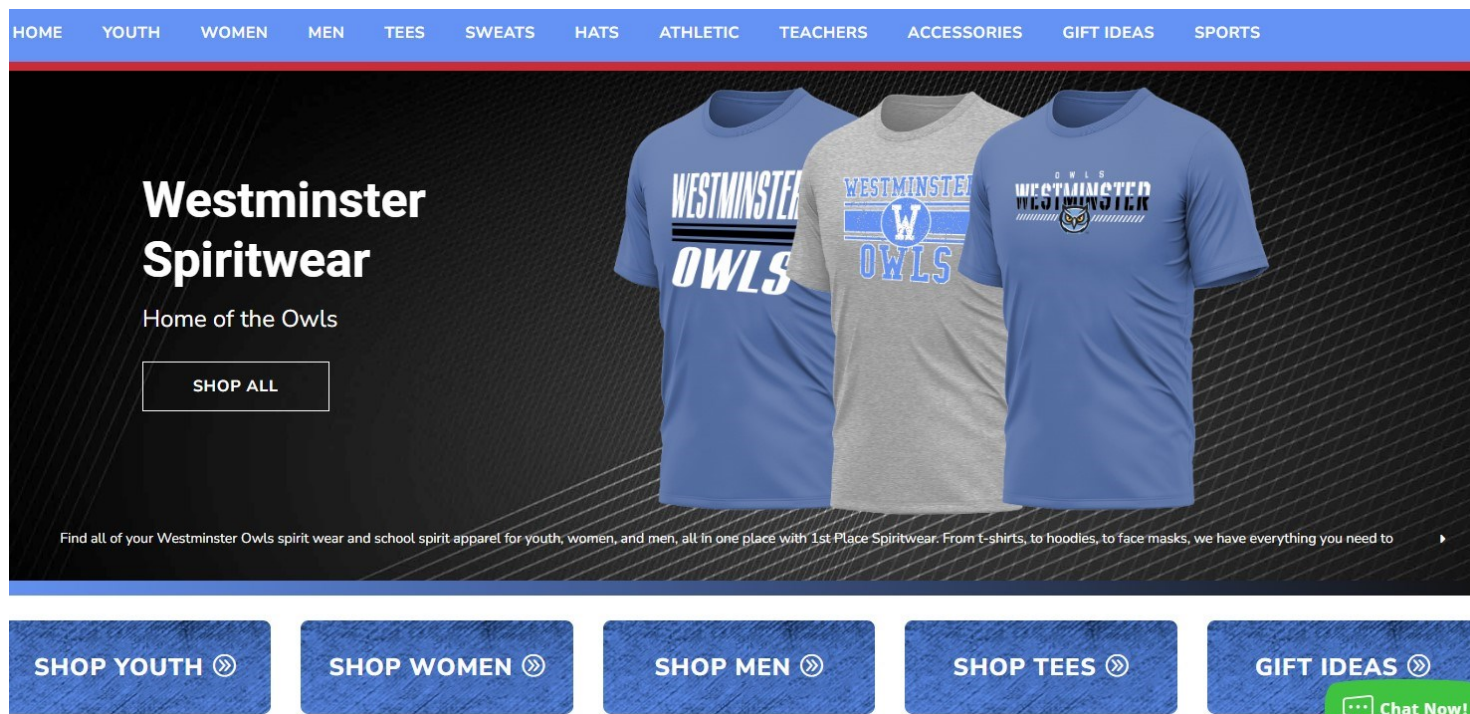 HOME YOUTH WOMEN MEN TEES SWEATS HATS ATHLETIC TEACHERS ACCESSORIES GIFT IDEAS SPORTS
Westminster
Spiritwear
Home of the Owls
SHOP ALL
WESTMINSTER
OWLS
WESTMINSTER
W
OWLS
OWLS
WESTMINSTER
Find all of your Westminster Owls spirit wear and school spirit apparel for youth, women, and men, all in one place with 1st Place Spiritwear. From t-shirts, to hoodies, to face masks, we have everything you need to
SHOP YOUTH
SHOP WOMEN
SHOP MEN
SHOP TEES
GIFT IDEAS
Chat Now!